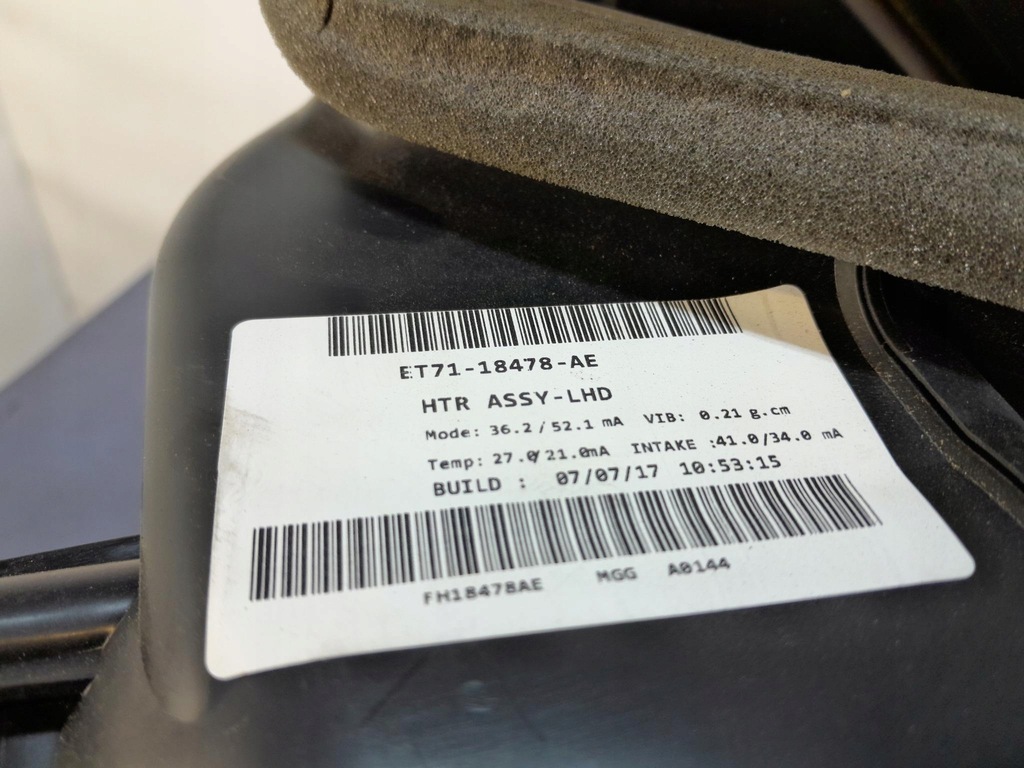 ET71-18478-AE
HTR ASSY-LHD
Mode: 36.2/52.1 mA VIB: 0.21 g.cm
Temp: 27.0/21.0mA INTAKE :41.0/34.0 mA
BUILD : 07/07/17 10:53:15
FH18478AE MGG A0144